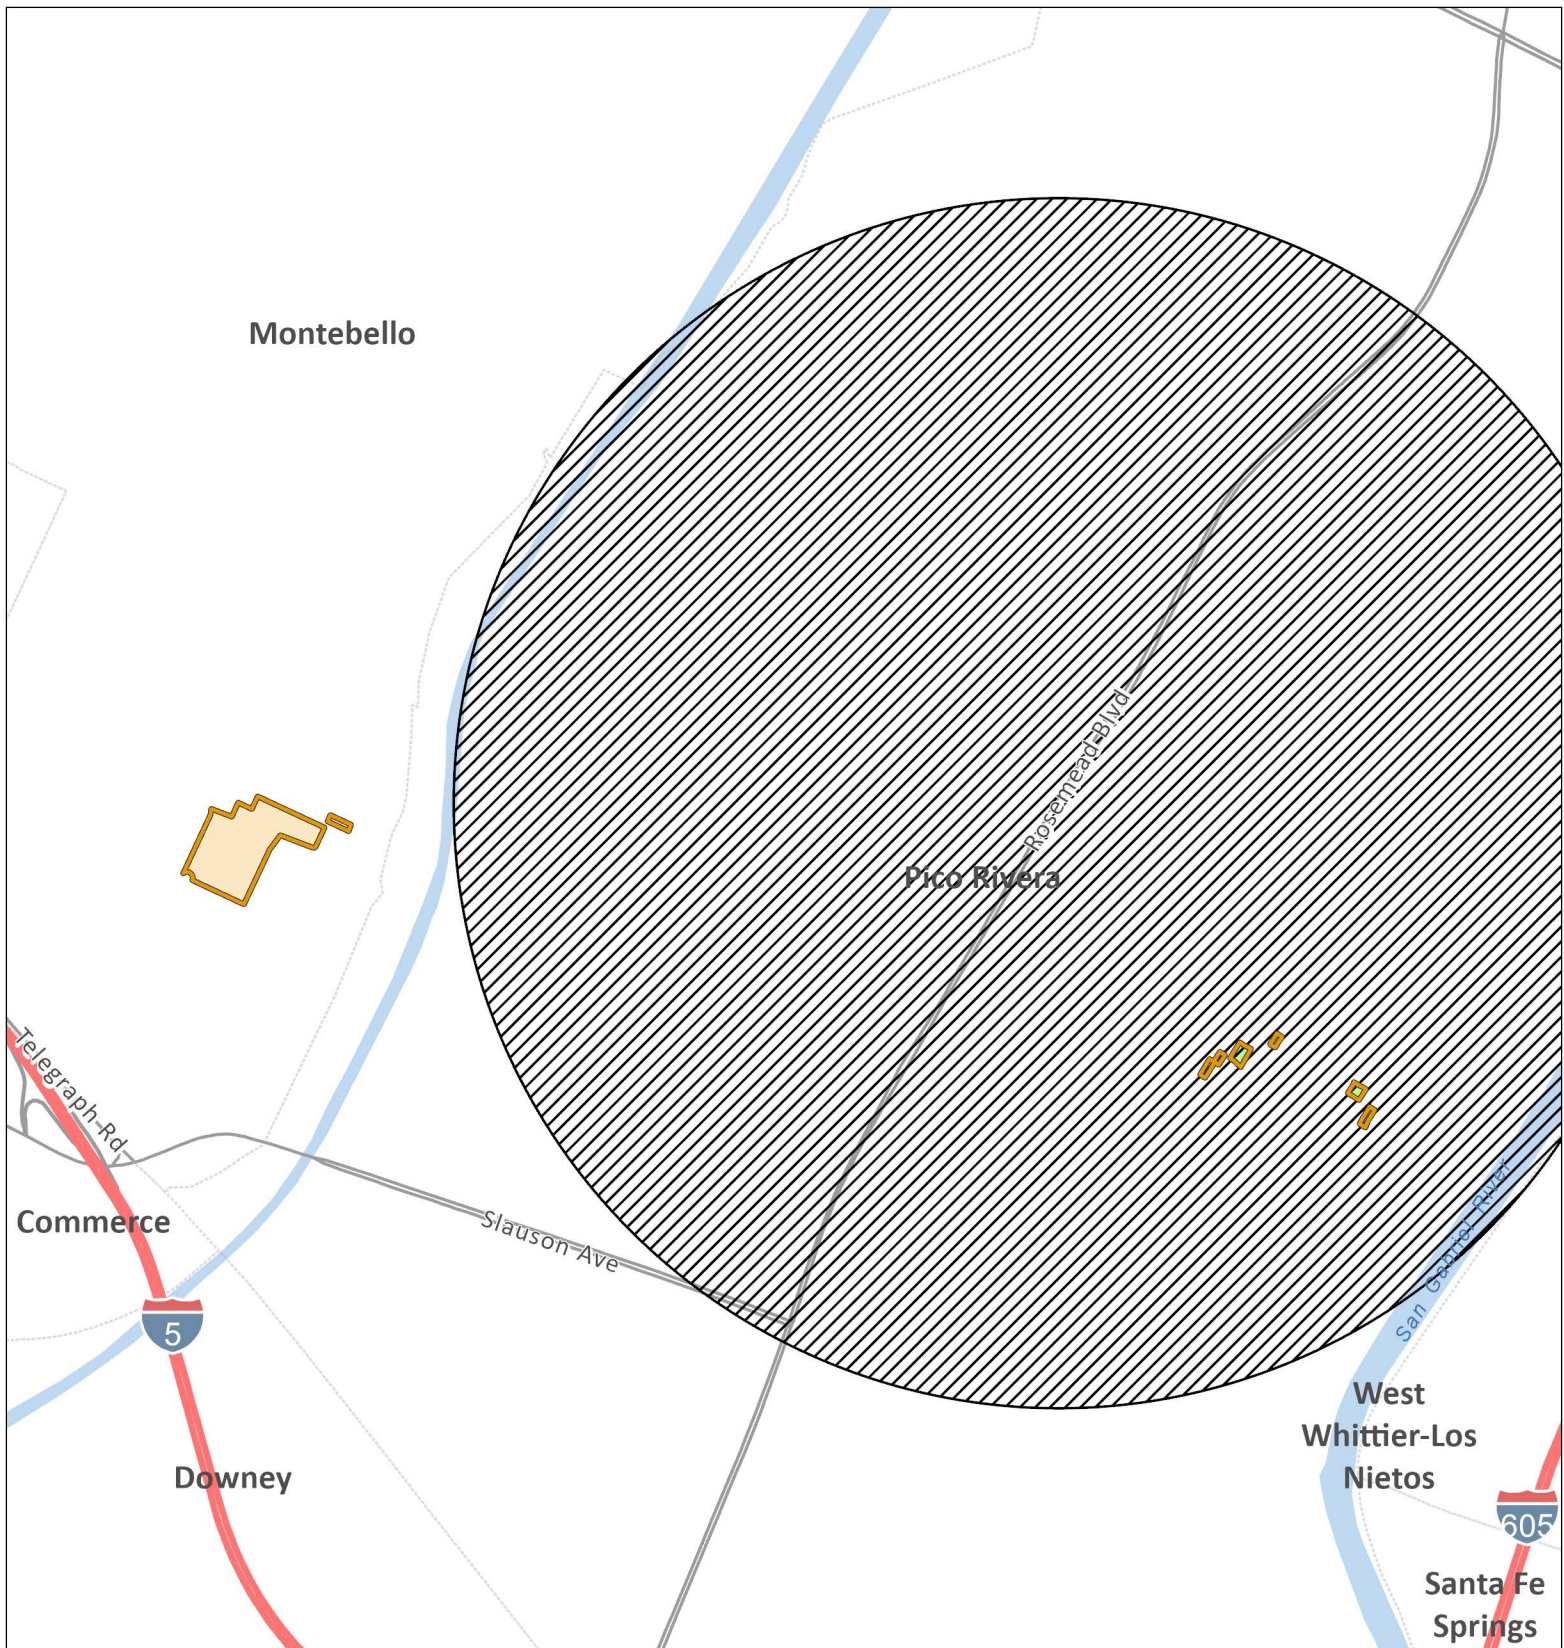 Montebello
Rosemead Blvd
Pico Rivera
Telegraph Rd
Commerce
Slauson Ave
San Gabriel River
5
West
Whittier-Los
Nietos
Downey
605
Santa Fe
Springs